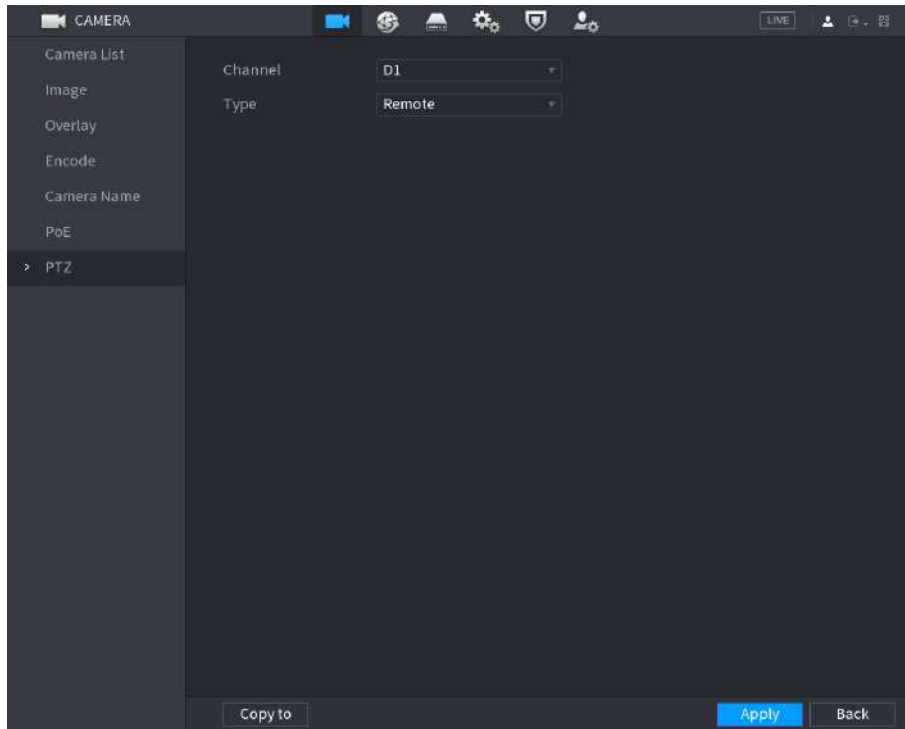 CAMERA
LIVE
Camera List
Image
Overlay
Encode
Camera Name
PoE
> PTZ
Channel D1
Type Remote
Copy to
Apply
Back